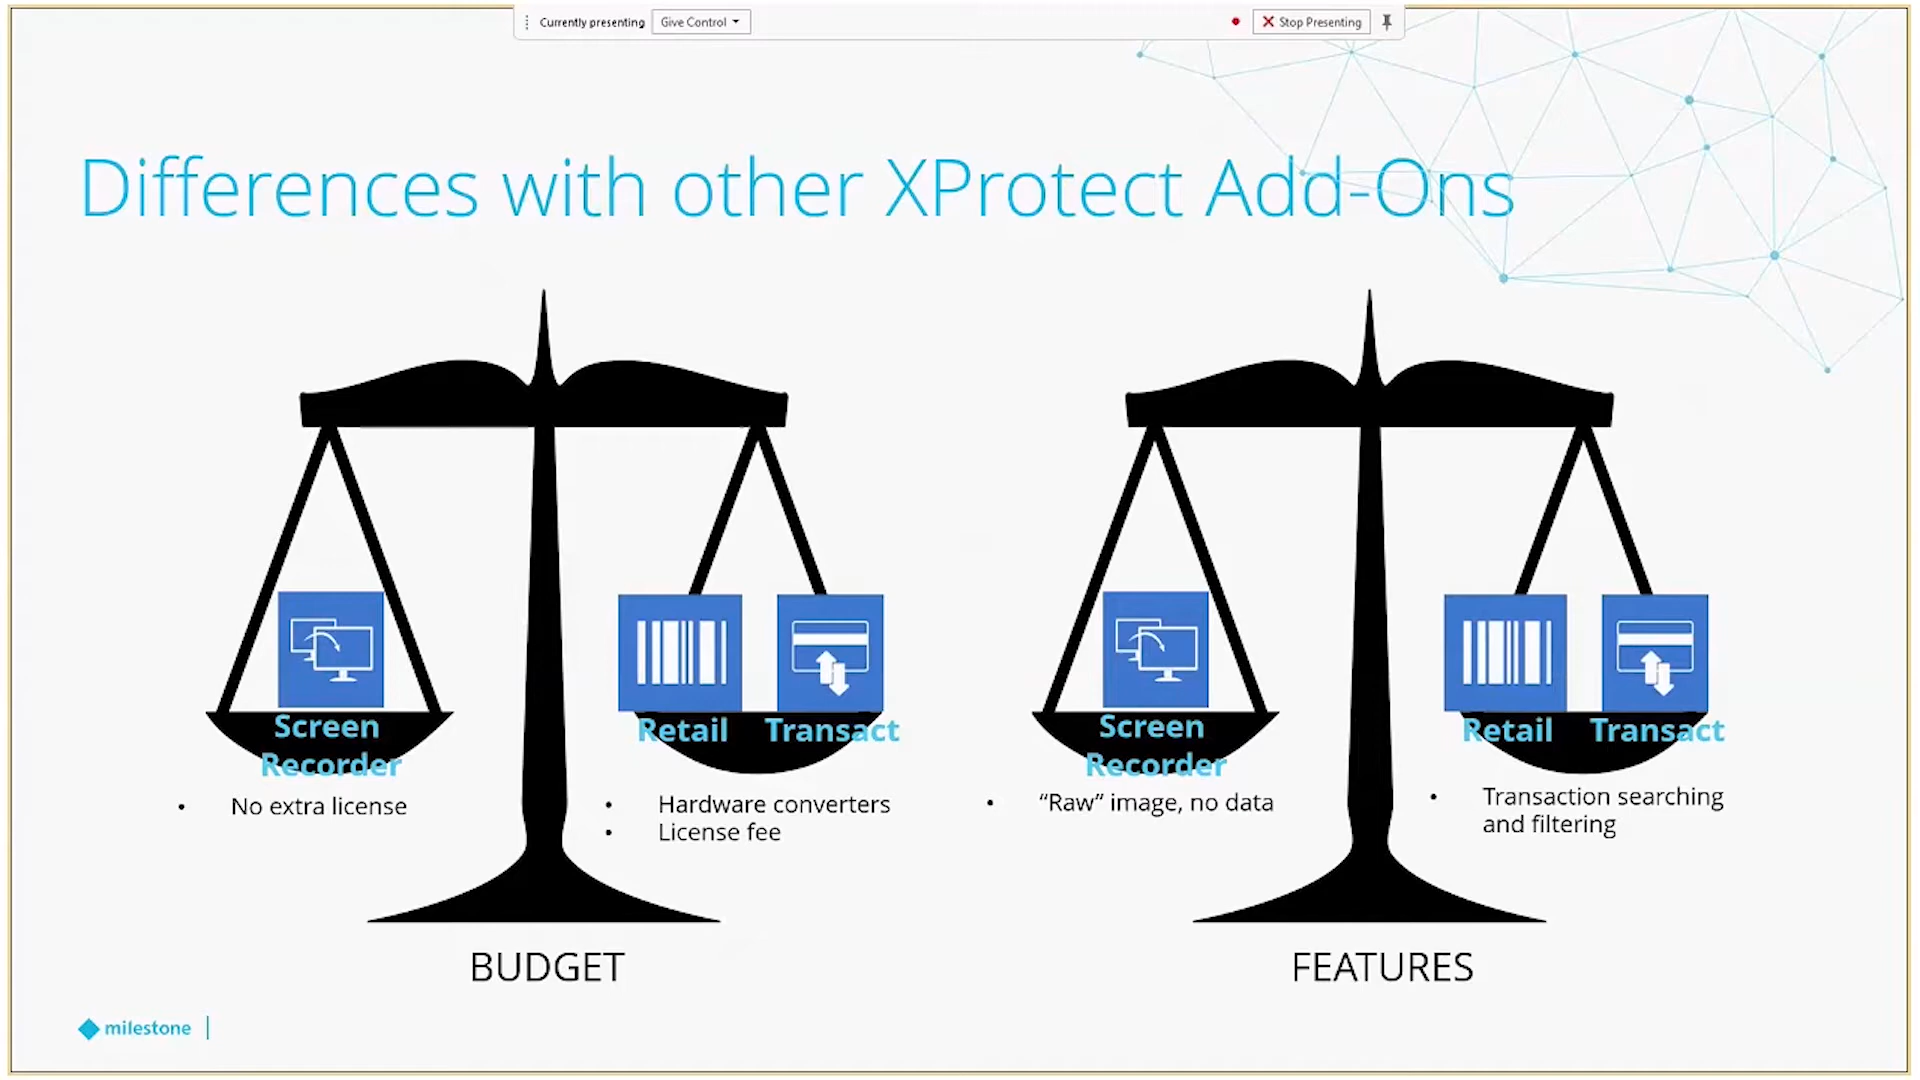 Currently presenting
Give Control
Stop Presenting
Differences with other XProtect Add-Ons
Screen
Recorder
• No extra license
Retail
Transact
• Hardware converters
• License fee
BUDGET
Screen
Recorder
• “Raw” image, no data
Retail
Transact
• Transaction searching
and filtering
FEATURES
milestone